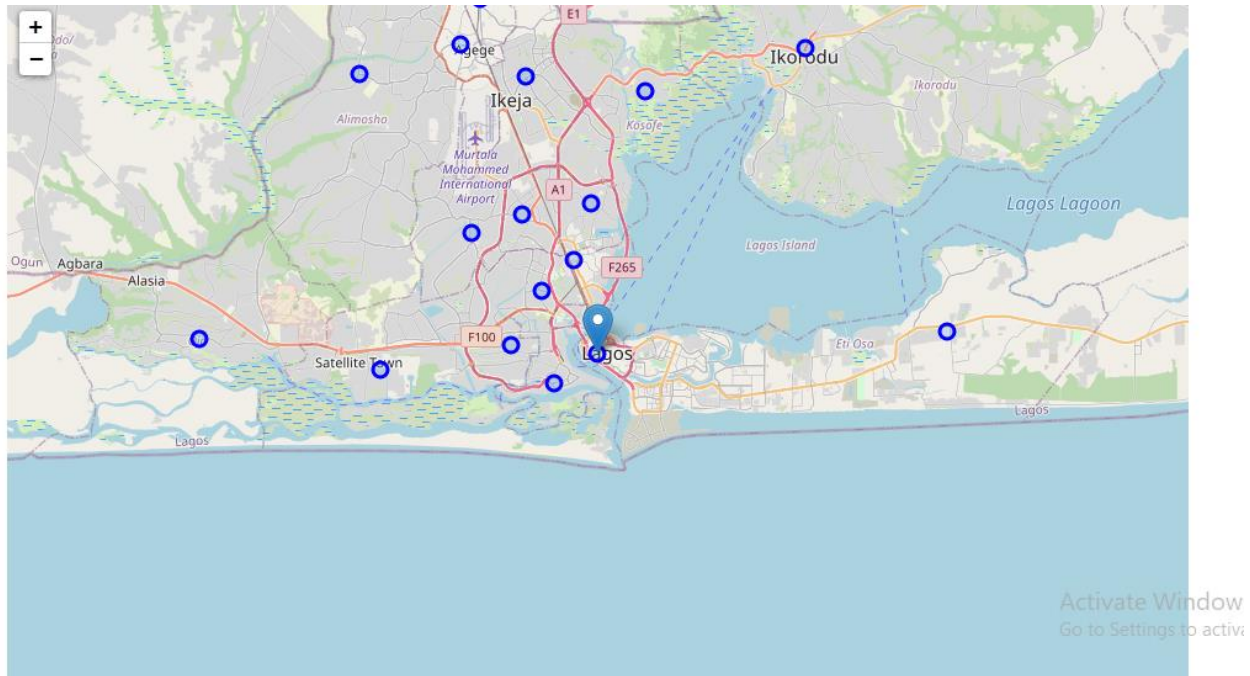 +
−
E1
Agege
Ikeja
Ikorodu
Ikorodu
Alimosho
Kosofe
Murtala
Mohammed
International
Airport
A1
Lagos Lagoon
Lagos Island
Ogun
Agbara
Alasia
F265
F100
Satellite Town
Lagos
Eti Osa
Lagos
Lagos
Activate Window
Go to Settings to activa